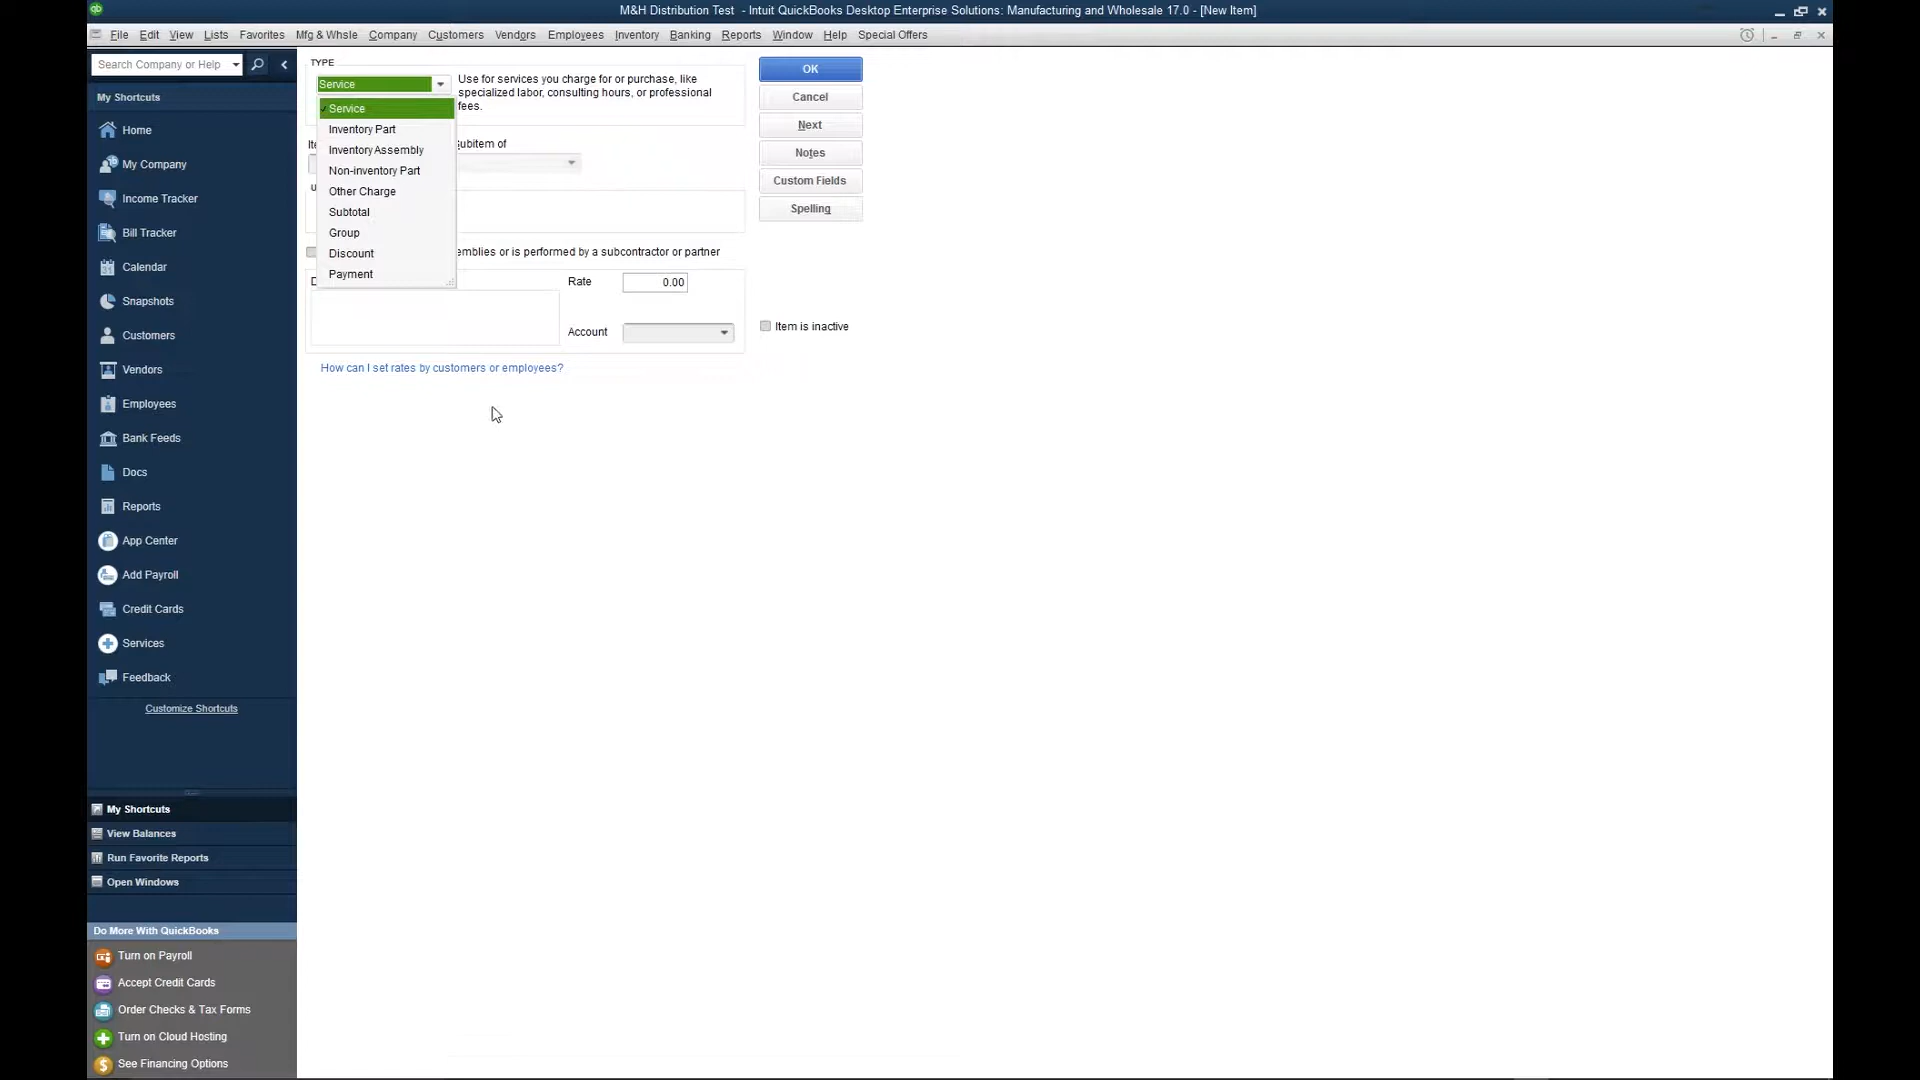 qb
M&H Distribution Test - Intuit QuickBooks Desktop Enterprise Solutions: Manufacturing and Wholesale 17.0 - [New Item]
File Edit View Lists Favorites Mfg & Whsle Company Customers Vendors Employees Inventory Banking Reports Window Help Special Offers
Search Company or Help
My Shortcuts
Home
My Company
Income Tracker
Bill Tracker
Calendar
Snapshots
Customers
Vendors
Employees
Bank Feeds
Docs
Reports
App Center
Add Payroll
Credit Cards
Services
Feedback
Customize Shortcuts
My Shortcuts
View Balances
Run Favorite Reports
Open Windows
Do More With QuickBooks
Turn on Payroll
Accept Credit Cards
Order Checks & Tax Forms
Turn on Cloud Hosting
See Financing Options
TYPE
Service
Use for services you charge for or purchase, like
specialized labor, consulting hours, or professional
fees.
Service
Inventory Part
Inventory Assembly
Non-inventory Part
Other Charge
Subtotal
Group
Discount
Payment
ubitem of
emblies or is performed by a subcontractor or partner
Rate 0.00
Account
How can I set rates by customers or employees?
OK
Cancel
Next
Notes
Custom Fields
Spelling
Item is inactive